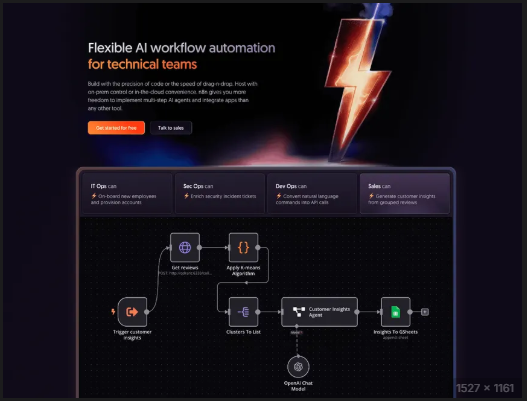 Flexible AI workflow automation
for technical teams
Build with the precision of code or the speed of drag-n-drop. Host with
on-prem control or in-the-cloud convenience. n8n gives you more
freedom to implement multi-step AI agents and integrate apps than
any other tool.
Get started for free
Talk to sales
IT Ops can
On-board new employees
and provision accounts
Sec Ops can
Enrich security incident tickets
Dev Ops can
Convert natural language
commands into API calls
Sales can
Generate customer insights
from grouped reviews
Get reviews
Apply K-means
Algorithm
Trigger customer
insights
Clusters To List
Customer Insights
Agent
Insights To GSheets
append: sheet
OpenAI Chat
Model
1527 × 1161